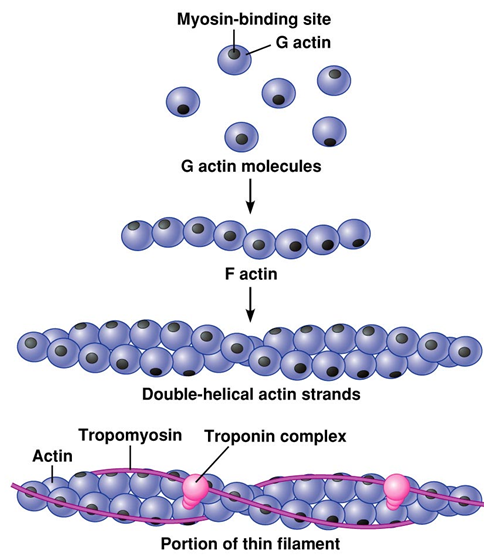 Myosin-binding site
G actin
G actin molecules
F actin
Double-helical actin strands
Tropomyosin
Troponin complex
Actin
Portion of thin filament